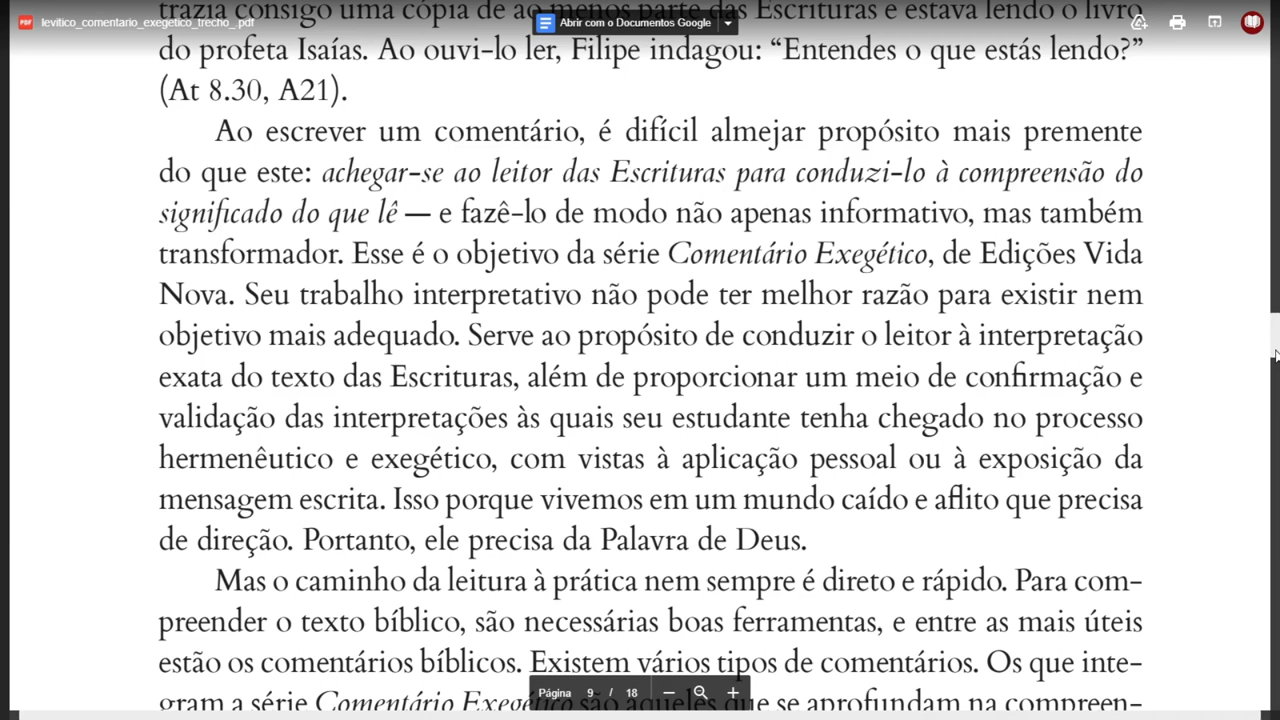 trazia consigo uma cópia de ao menos parte das Escrituras e estava lendo o livro
levitico_comentario_exegetico_trecho_.pdf
Abrir com o Documentos Google
do profeta Isaías. Ao ouvi-lo ler, Filipe indagou: “Entendes o que estás lendo?”
(At 8.30, A21).
Ao escrever um comentário, é difícil almejar propósito mais premente
do que este: achegar-se ao leitor das Escrituras para conduzi-lo à compreensão do
significado do que lê — e fazê-lo de modo não apenas informativo, mas também
transformador. Esse é o objetivo da série Comentário Exegético, de Edições Vida
Nova. Seu trabalho interpretativo não pode ter melhor razão para existir nem
objetivo mais adequado. Serve ao propósito de conduzir o leitor à interpretação
exata do texto das Escrituras, além de proporcionar um meio de confirmação e
validação das interpretações às quais seu estudante tenha chegado no processo
hermenêutico e exegético, com vistas à aplicação pessoal ou à exposição da
mensagem escrita. Isso porque vivemos em um mundo caído e aflito que precisa
de direção. Portanto, ele precisa da Palavra de Deus.
Mas o caminho da leitura à prática nem sempre é direto e rápido. Para com-
preender o texto bíblico, são necessárias boas ferramentas, e entre as mais úteis
estão os comentários bíblicos. Existem vários tipos de comentários. Os que inte-
gram a série Comentário Exegético são aqueles que se aprofundam na compreen-
Página 9 / 18